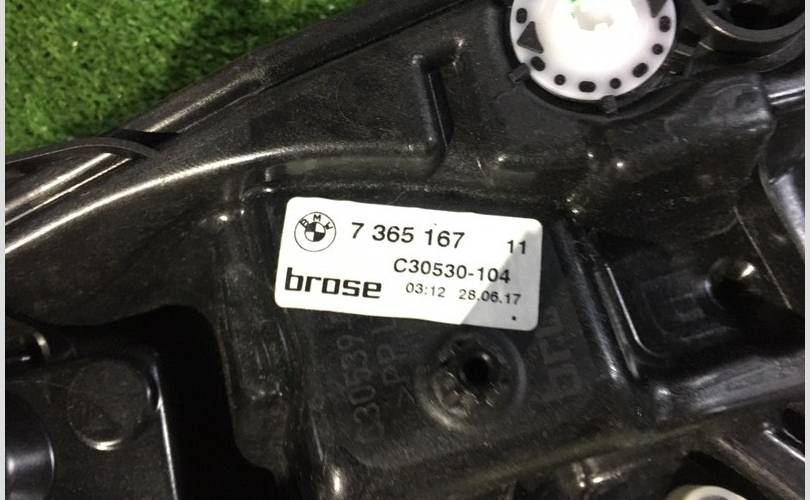 BMW
7 365 167 11
C30530-104
brose 03:12 28.06.17